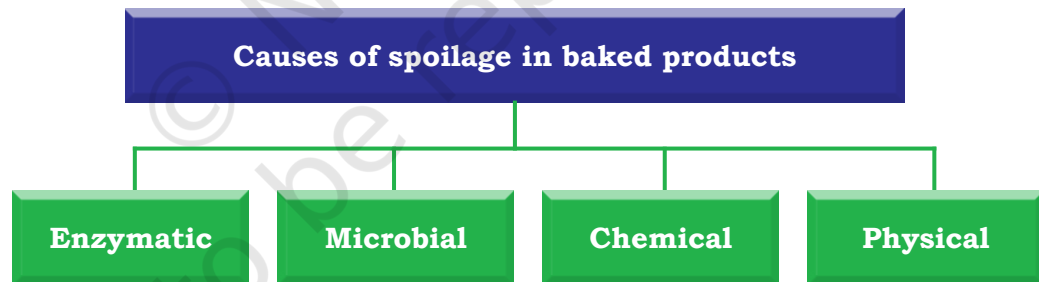 Causes of spoilage in baked products
Enzymatic Microbial Chemical Physical